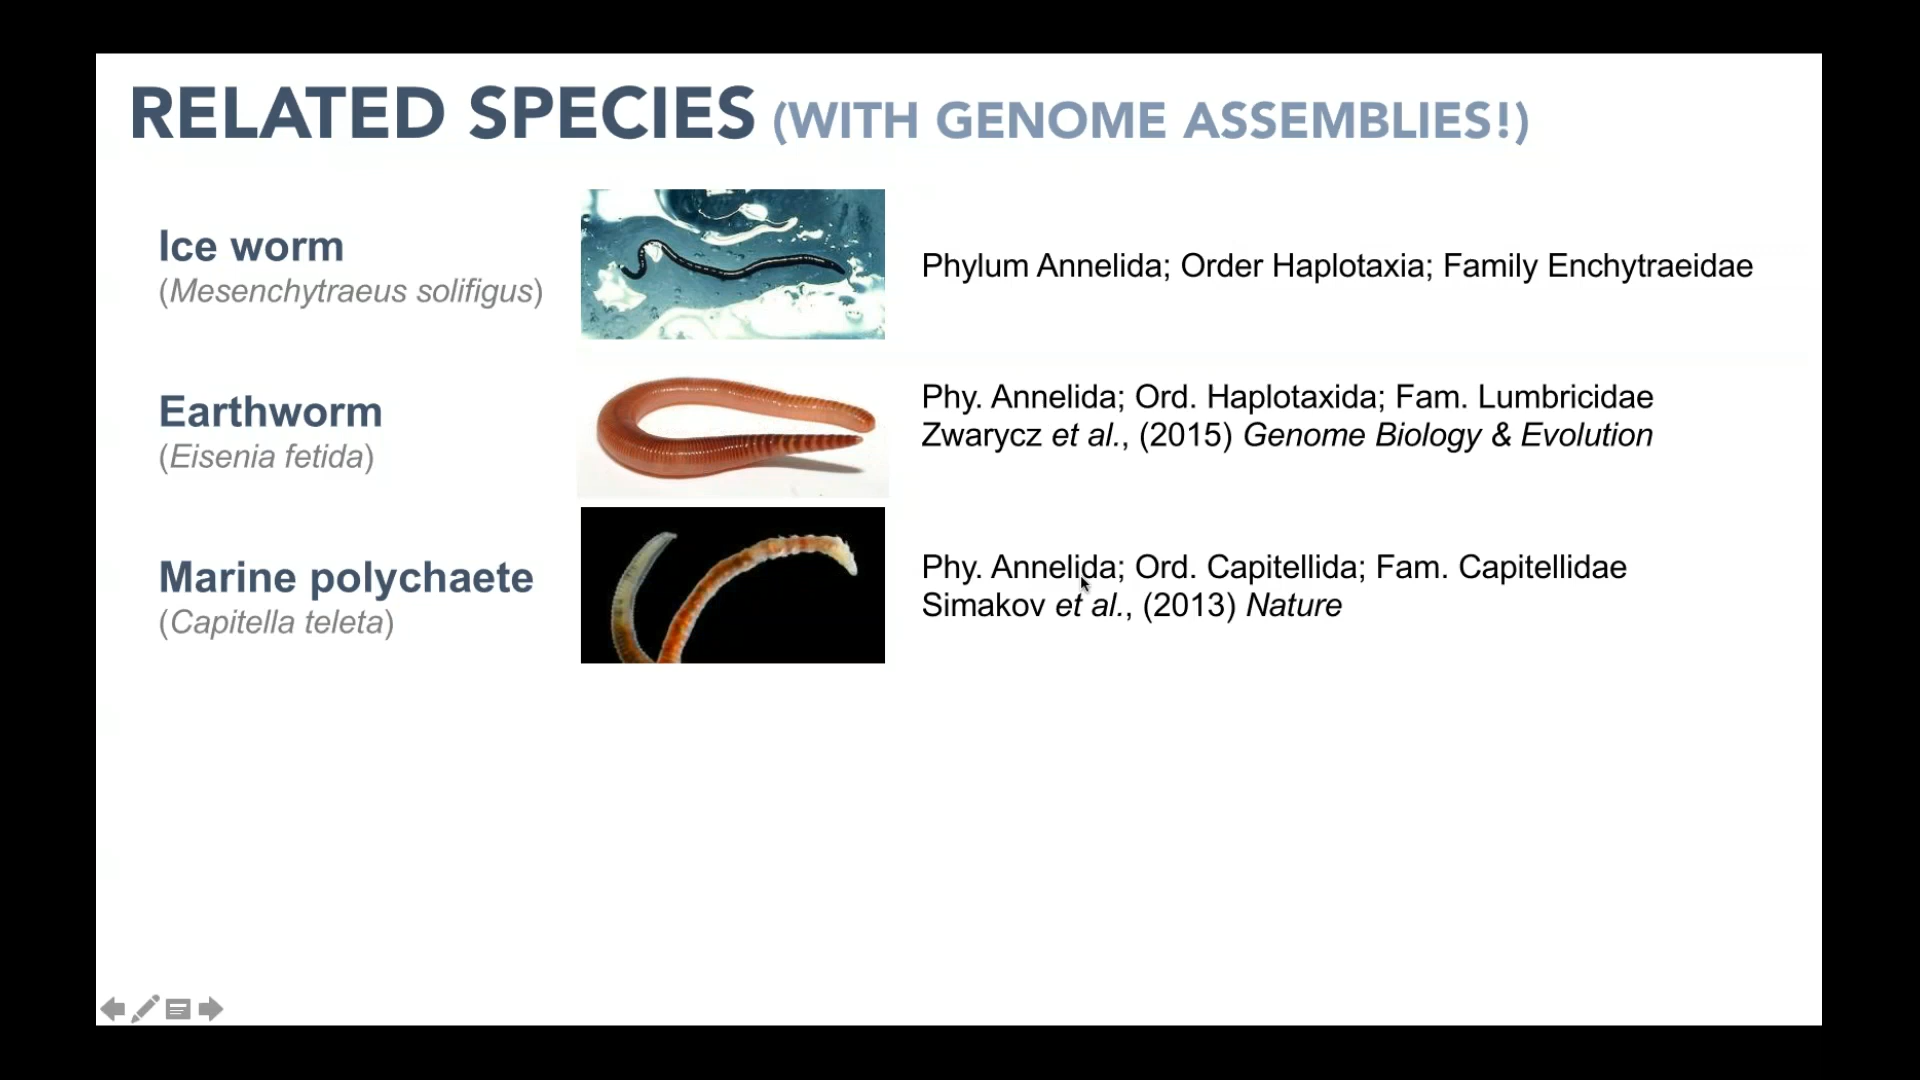 RELATED SPECIES (WITH GENOME ASSEMBLIES!)
Ice worm
(Mesenchytraeus solifigus)
Phylum Annelida; Order Haplotaxia; Family Enchytraeidae
Earthworm
(Eisenia fetida)
Phy. Annelida; Ord. Haplotaxida; Fam. Lumbricidae
Zwarycz et al., (2015) Genome Biology & Evolution
Marine polychaete
(Capitella teleta)
Phy. Annelida; Ord. Capitellida; Fam. Capitellidae
Simakov et al., (2013) Nature